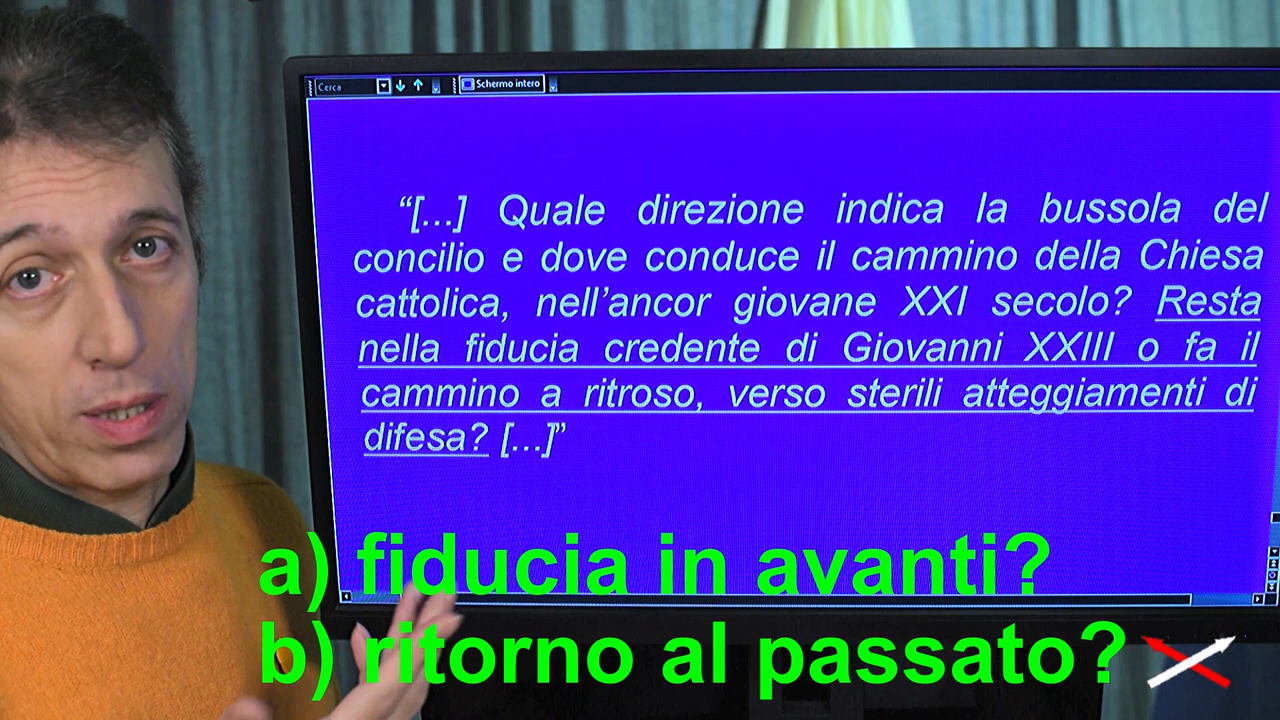 Cerca
Schermo intero
“[...] Quale direzione indica la bussola del
concilio e dove conduce il cammino della Chiesa
cattolica, nell’ancor giovane XXI secolo? Resta
nella fiducia credente di Giovanni XXIII o fa il
cammino a ritroso, verso sterili atteggiamenti di
difesa? [...]”
a) fiducia in avanti?
b) ritorno al passato?